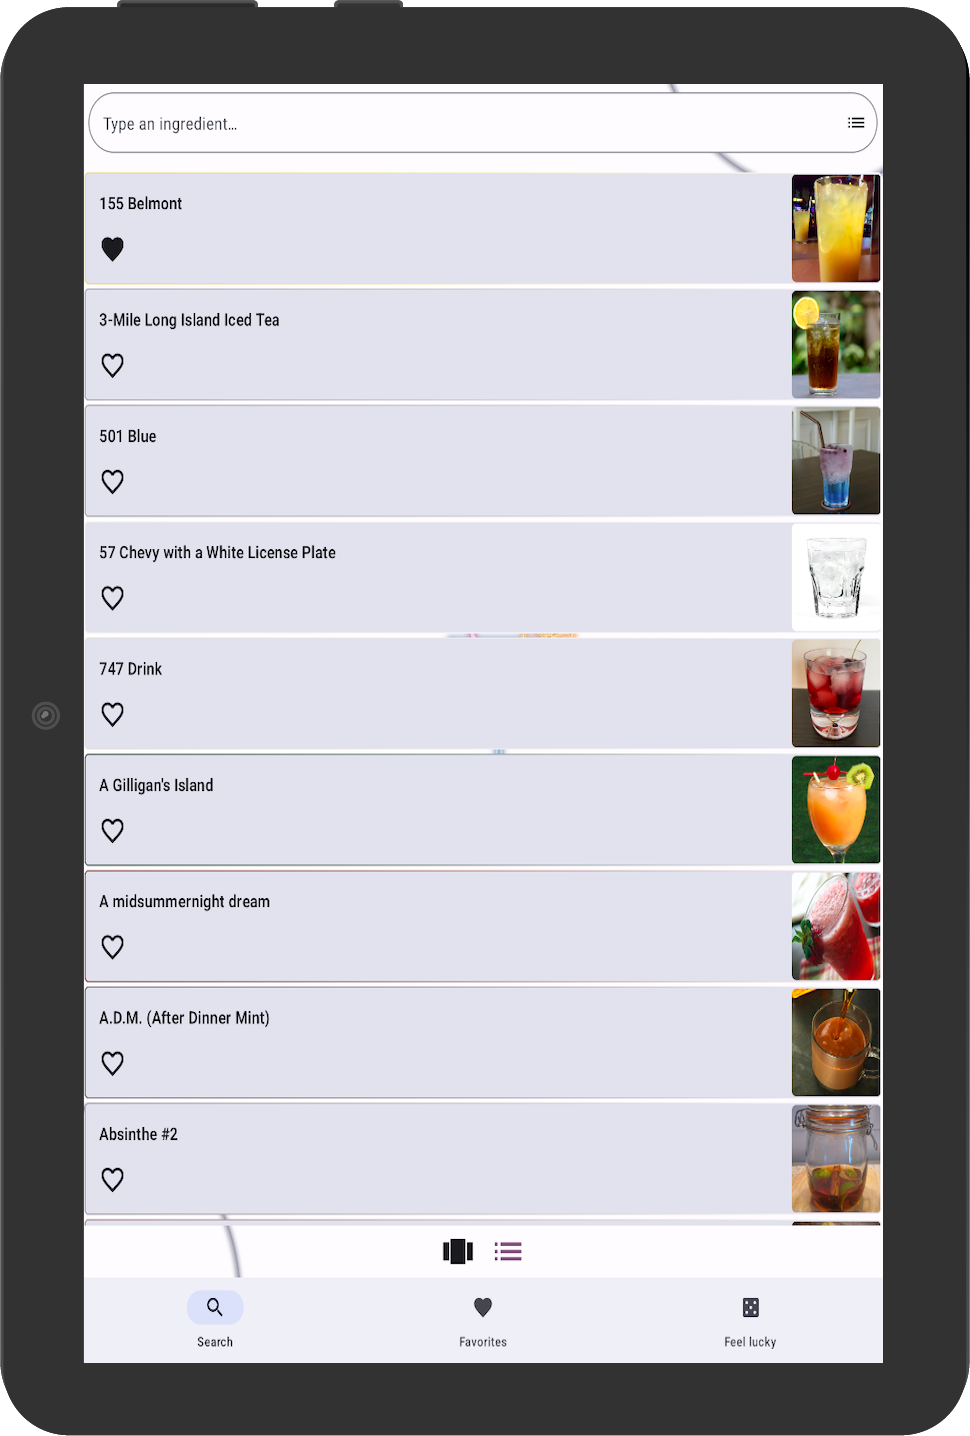 Type an ingredient...
155 Belmont
3-Mile Long Island Iced Tea
501 Blue
57 Chevy with a White License Plate
747 Drink
A Gilligan's Island
A midsummernight dream
A.D.M. (After Dinner Mint)
Absinthe #2
Search
Favorites
Feel lucky